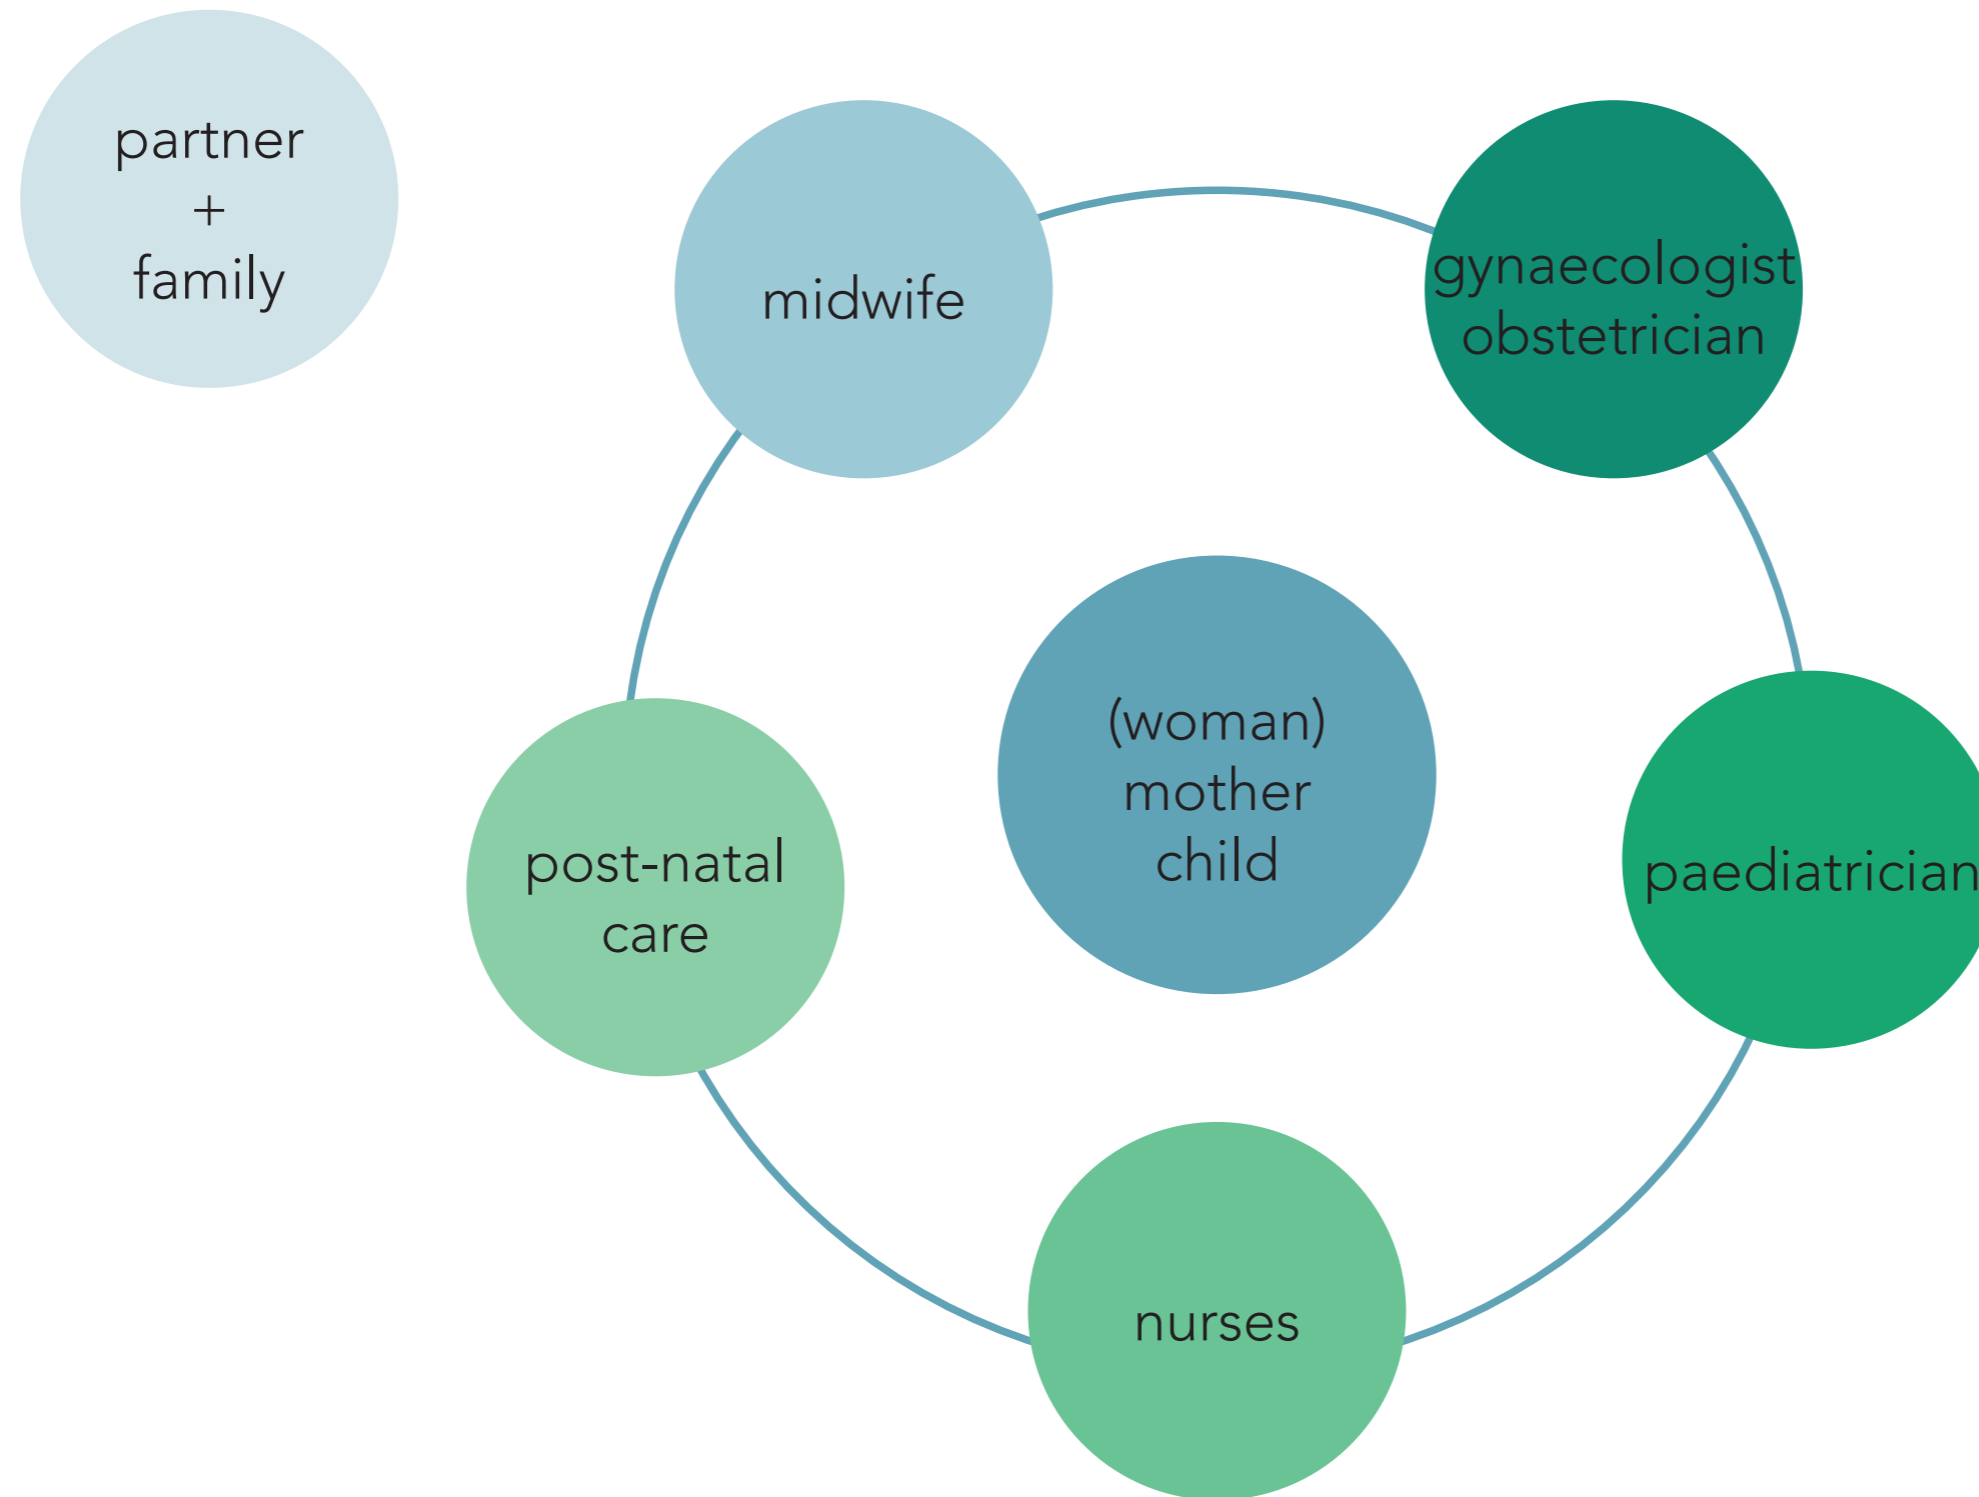 partner
+
family
midwife
gynaecologist
obstetrician
(woman)
mother
child
post-natal
care
paediatrician
nurses